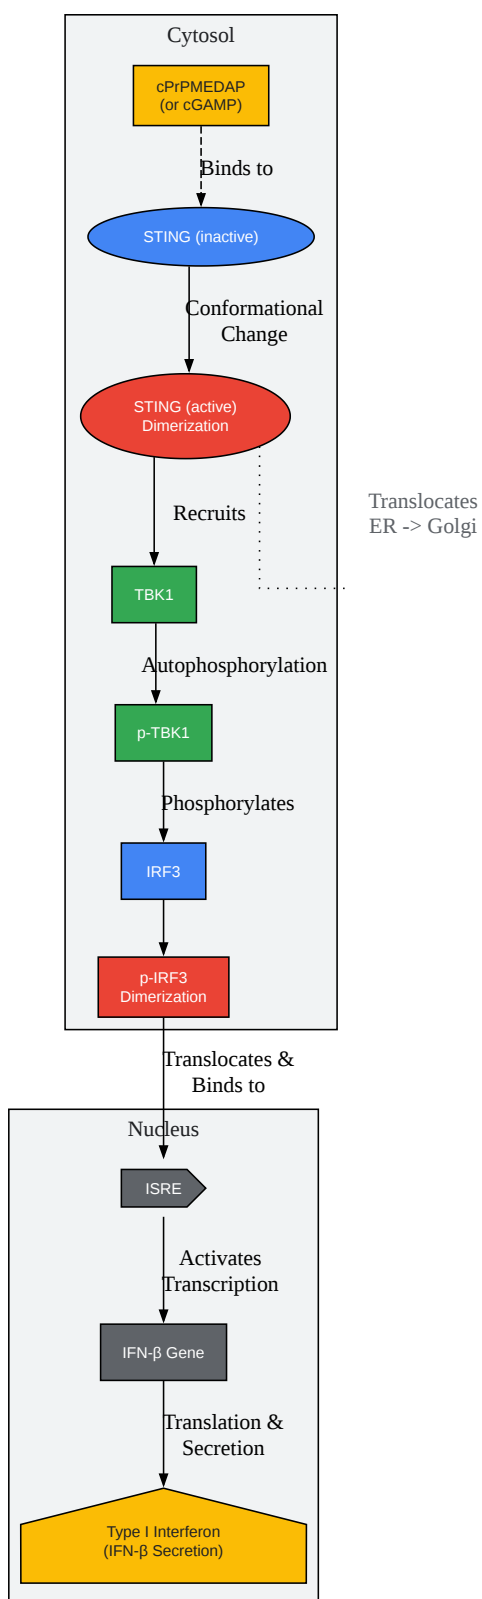 Cytosol
cPrPMEDAP
(or cGAMP)
Binds to
STING (inactive)
Conformational
Change
STING (active)
Dimerization
Translocates
ER -> Golgi
Recruits
TBK1
Autophosphorylation
p-TBK1
Phosphorylates
IRF3
p-IRF3
Dimerization
Translocates &
Binds to
Nucleus
ISRE
Activates
Transcription
IFN-β Gene
Translation &
Secretion
Type I Interferon
(IFN-β Secretion)